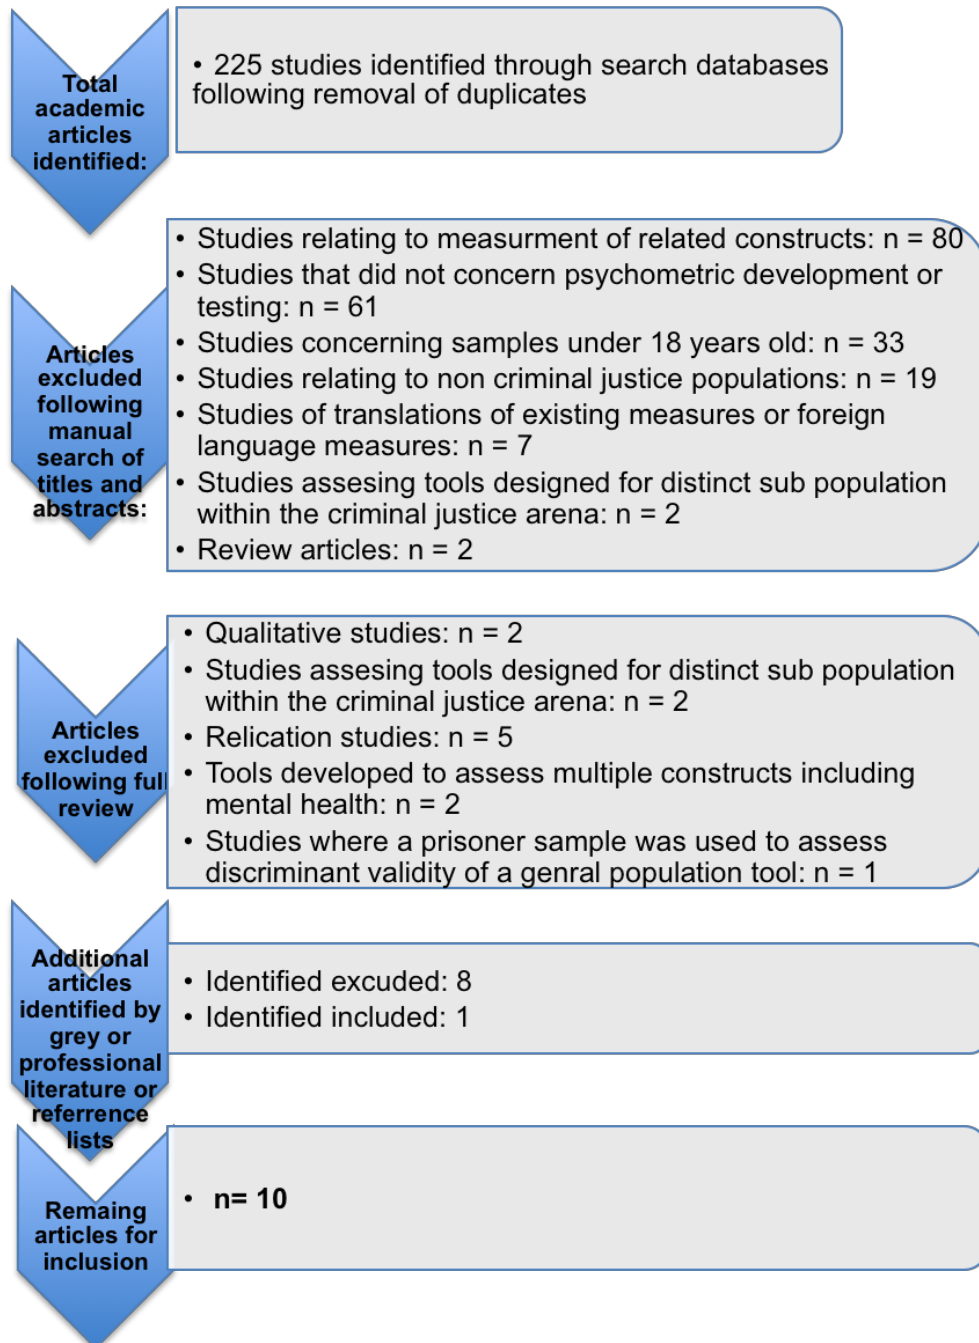 Total
academic
articles
identified:
• 225 studies identified through search databases
following removal of duplicates
Articles
excluded
following
manual
search of
titles and
abstracts:
• Studies relating to measurment of related constructs: n = 80
• Studies that did not concern psychometric development or
testing: n = 61
• Studies concerning samples under 18 years old: n = 33
• Studies relating to non criminal justice populations: n = 19
• Studies of translations of existing measures or foreign
language measures: n = 7
• Studies assesing tools designed for distinct sub population
within the criminal justice arena: n = 2
• Review articles: n = 2
Articles
excluded
following full
review
• Qualitative studies: n = 2
• Studies assesing tools designed for distinct sub population
within the criminal justice arena: n = 2
• Relication studies: n = 5
• Tools developed to assess multiple constructs including
mental health: n = 2
• Studies where a prisoner sample was used to assess
discriminant validity of a genral population tool: n = 1
Additional
articles
identified by
grey or
professional
literature or
referrence
lists
• Identified excuded: 8
• Identified included: 1
Remaing
articles for
inclusion
• n= 10